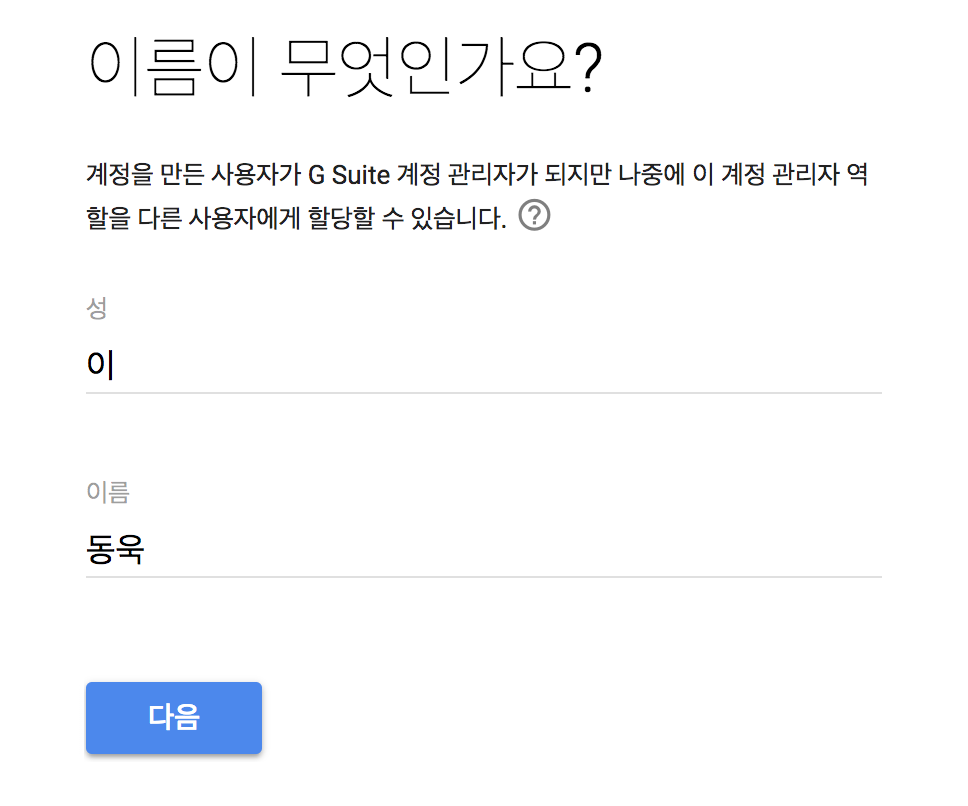 이름이 무엇인가요?
계정을 만든 사용자가 G Suite 계정 관리자가 되지만 나중에 이 계정 관리자 역
할을 다른 사용자에게 할당할 수 있습니다. ?
성
이
이름
동욱
다음